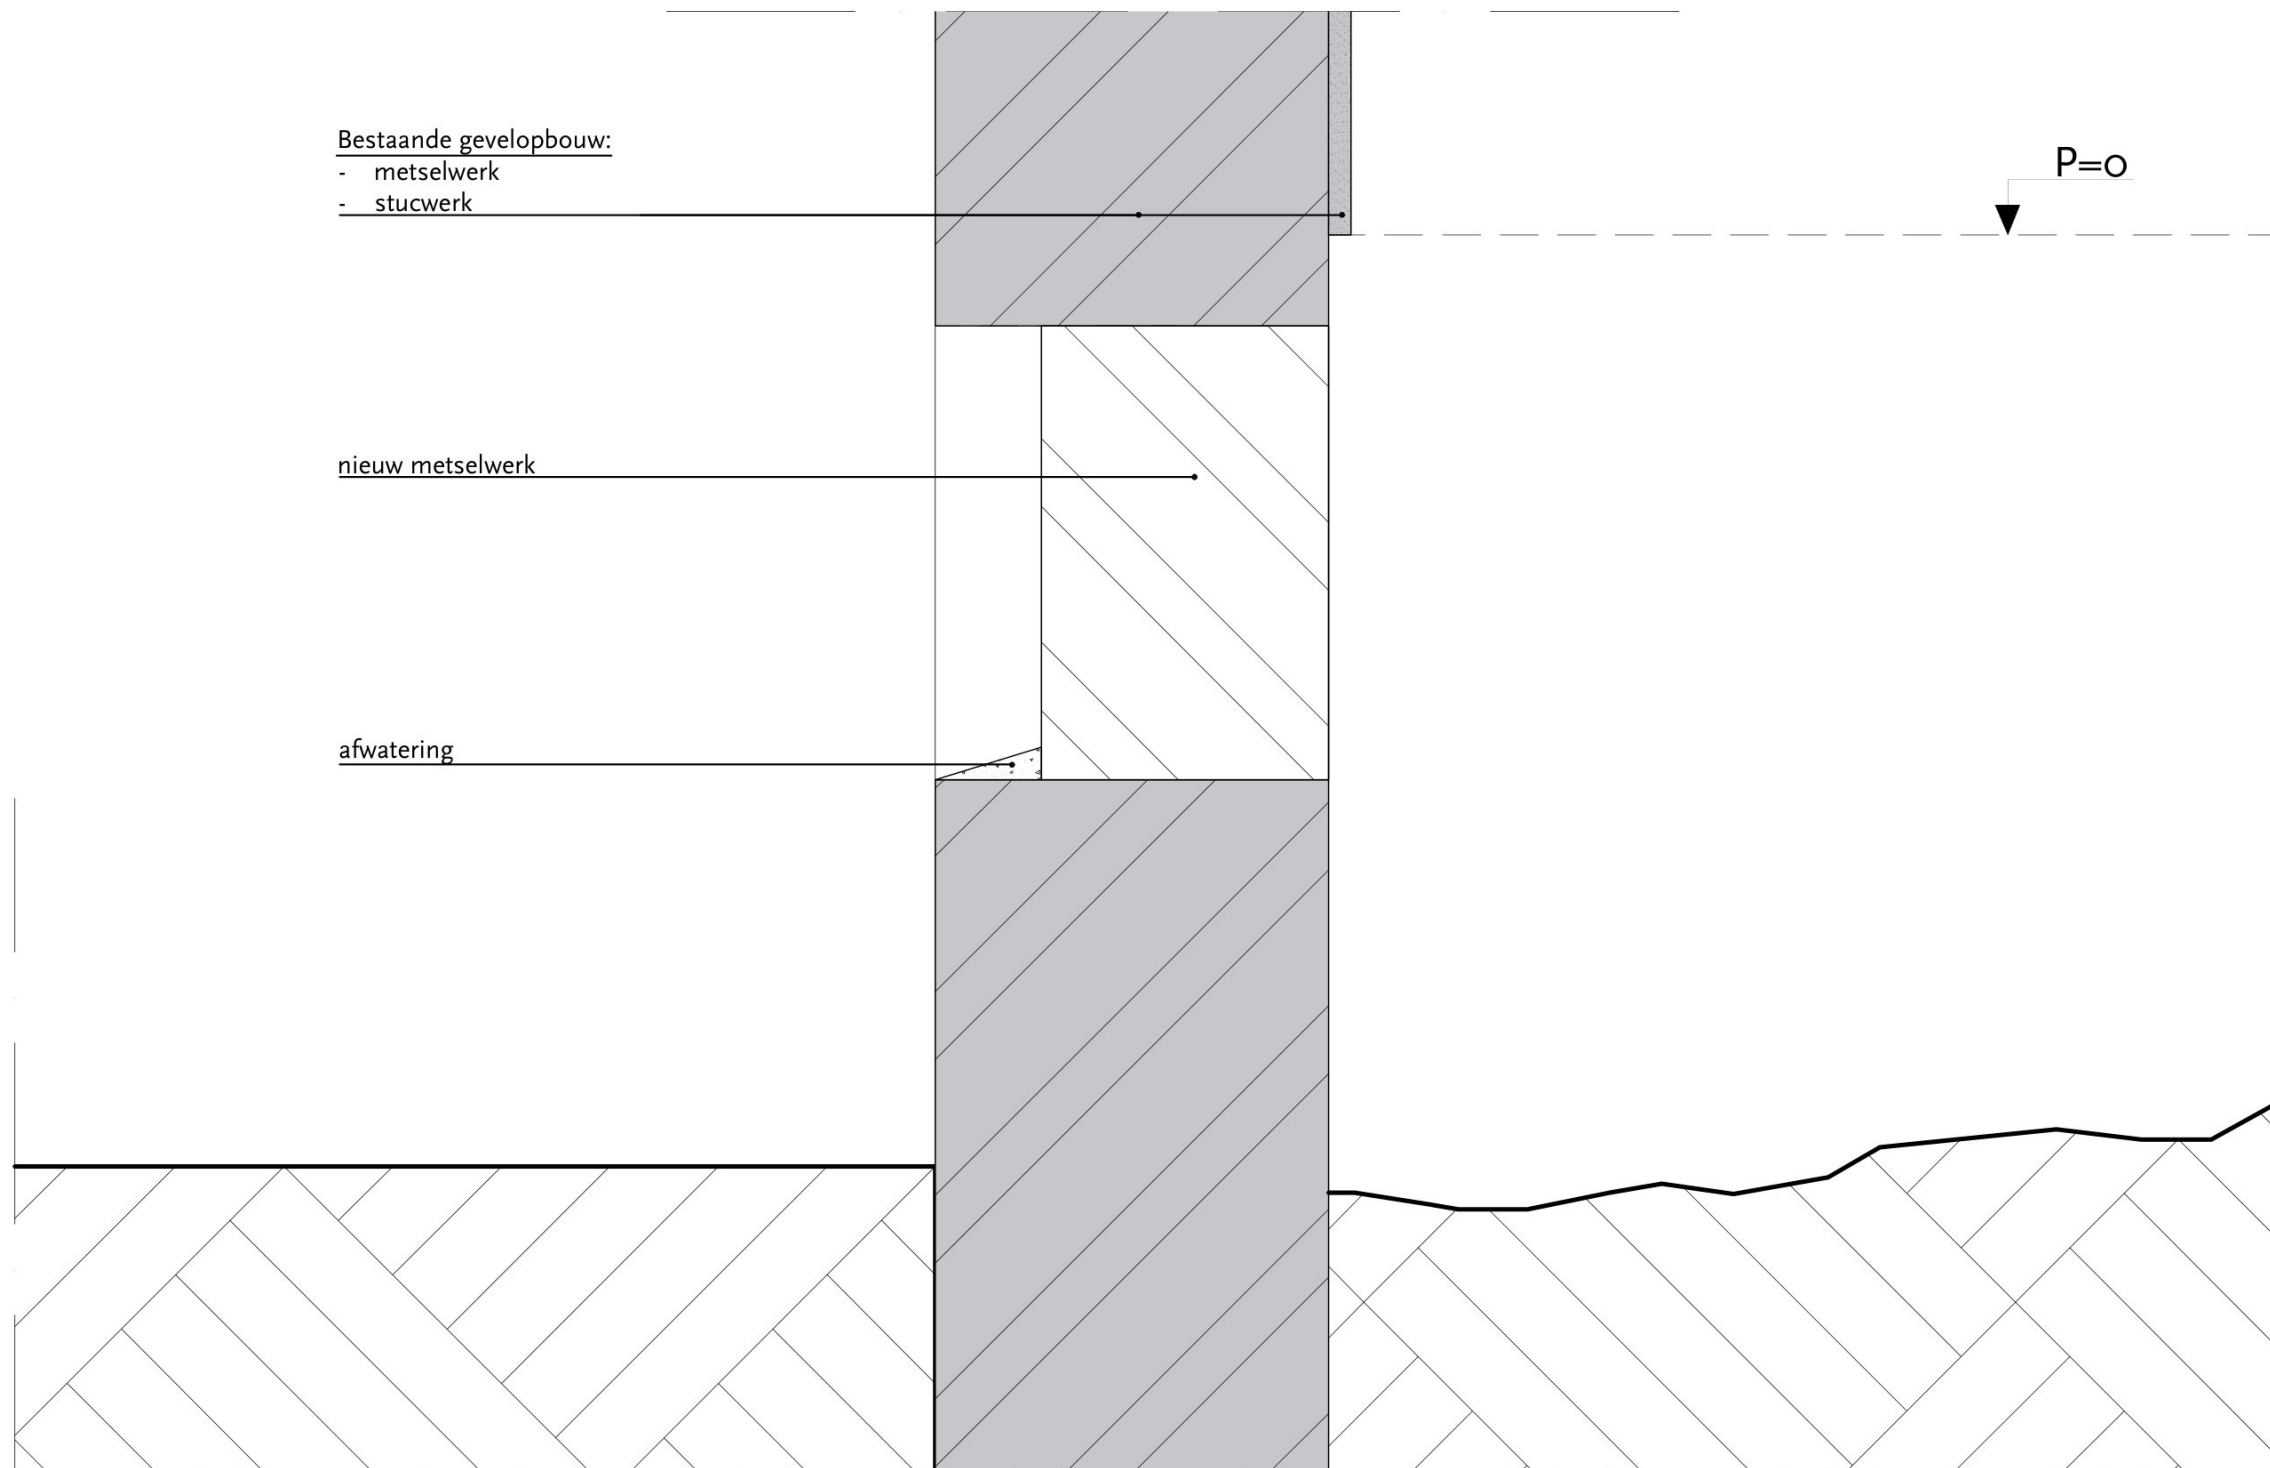 Bestaande gevelopbouw:
- metselwerk
- stucwerk
P=0
nieuw metselwerk
afwatering